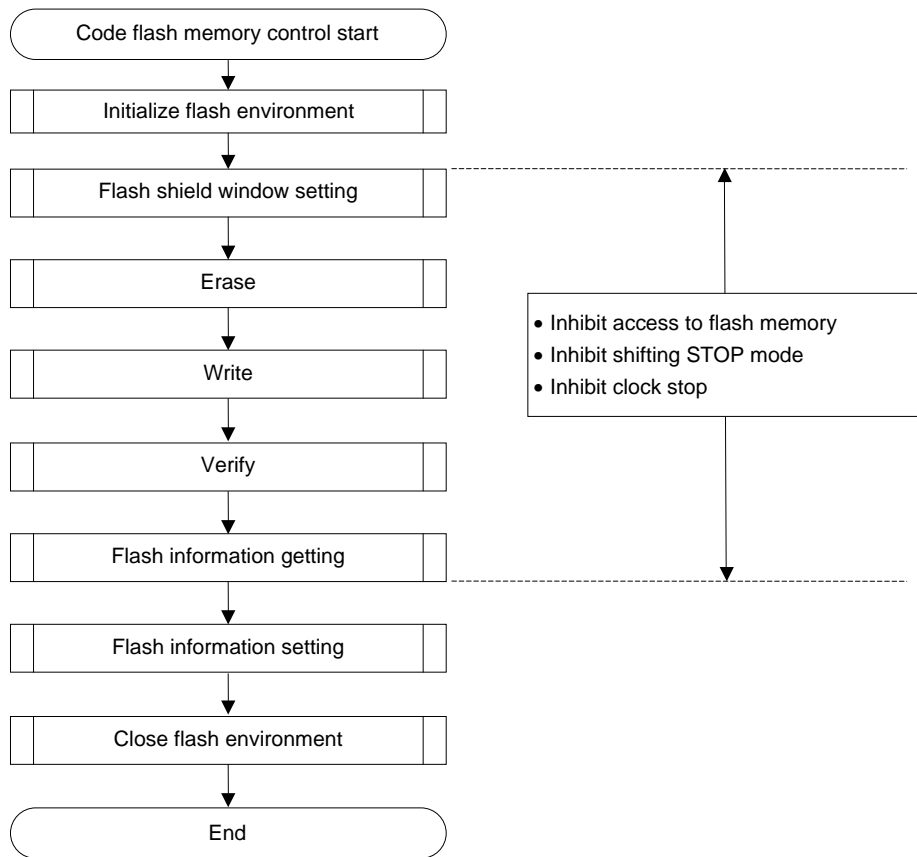 Code flash memory control start
Initialize flash environment
Flash shield window setting
Erase
Write
Verify
Flash information getting
Flash information setting
Close flash environment
End
• Inhibit access to flash memory
• Inhibit shifting STOP mode
• Inhibit clock stop